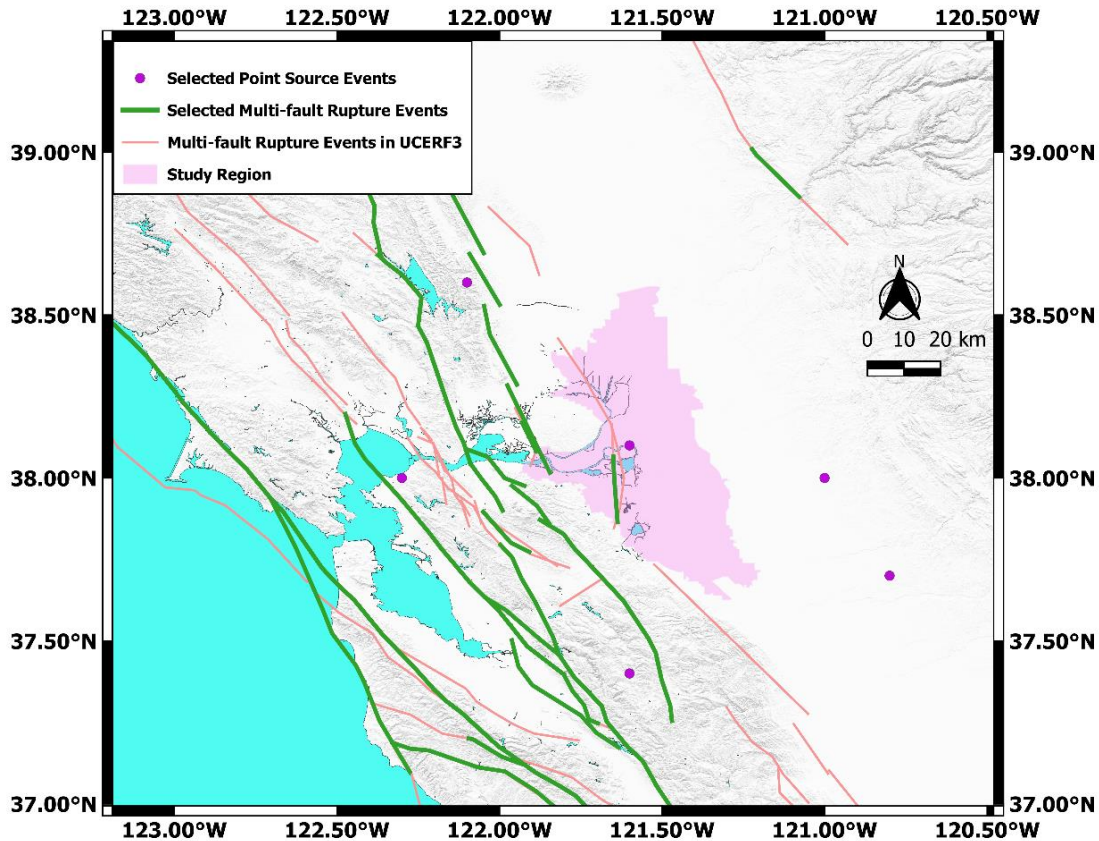 123.00°W 122.50°W 122.00°W 121.50°W 121.00°W 120.50°W
Selected Point Source Events
Selected Multi-fault Rupture Events
Multi-fault Rupture Events in UCERF3
Study Region
39.00°N 39.00°N
N
38.50°N 38.50°N
0 10 20 km
38.00°N 38.00°N
37.50°N 37.50°N
37.00°N 37.00°N
123.00°W 122.50°W 122.00°W 121.50°W 121.00°W 120.50°W